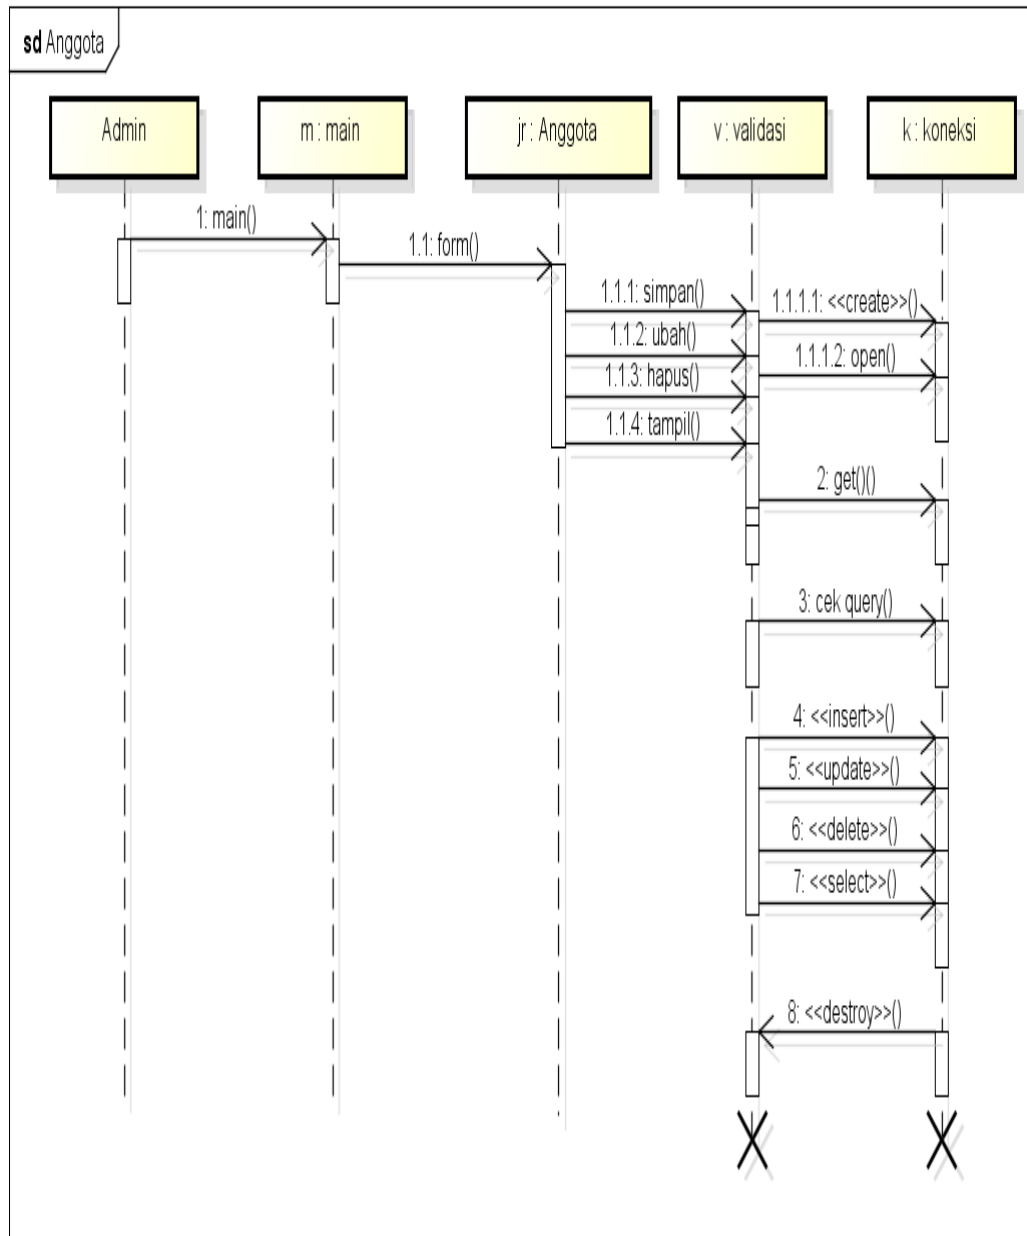 sd Anggota
Admin
m : main
jr : Anggota
v : validasi
k : koneksi
1: main()
1.1: form()
1.1.1: simpan()
1.1.1.1: <<create>>()
1.1.2: ubah()
1.1.1.2: open()
1.1.3: hapus()
1.1.4: tampil()
2: get()()
3: cek query()
4: <<insert>>()
5: <<update>>()
6: <<delete>>()
7: <<select>>()
8: <<destroy>>()